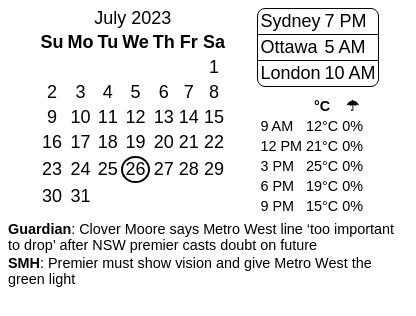 July 2023
Su Mo Tu We Th Fr Sa
1
2 3 4 5 6 7 8
9 10 11 12 13 14 15
16 17 18 19 20 21 22
23 24 25 26 27 28 29
30 31
Sydney 7 PM
Ottawa 5 AM
London 10 AM
°C ☂
9 AM 12°C 0%
12 PM 21°C 0%
3 PM 25°C 0%
6 PM 19°C 0%
9 PM 15°C 0%
Guardian: Clover Moore says Metro West line ‘too important
to drop’ after NSW premier casts doubt on future
SMH: Premier must show vision and give Metro West the
green light